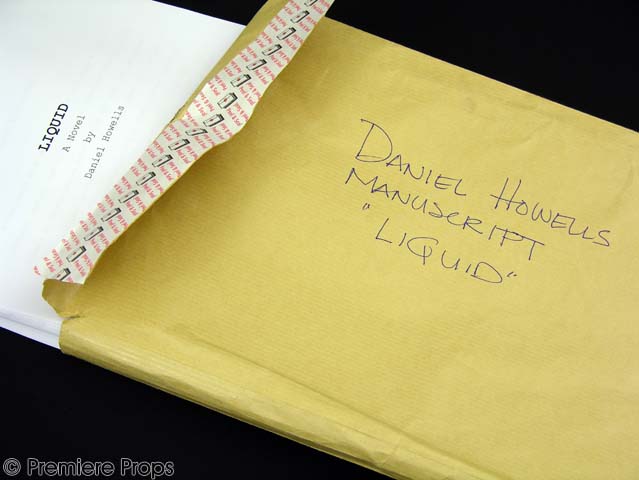 LIQUID
A Novel
by
Daniel Howells
DANIEL HOWELLS
MANUSCRIPT
"LIQUID"
© Premiere Props